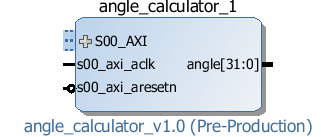 angle_calculator_1
S00_AXI
s00_axi_aclk angle[31:0]
s00_axi_aresetn
angle_calculator_v1.0 (Pre-Production)